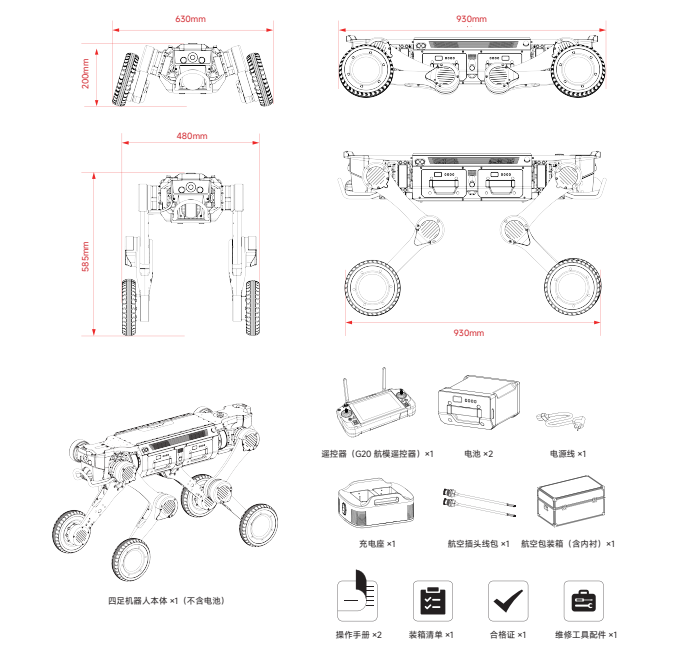 630mm
930mm
200mm
480mm
585mm
930mm
遥控器（G20 航模遥控器）×1
电池 ×2
电源线 ×1
充电座 ×1
航空插头线包 ×1
航空包装箱（含内衬）×1
四足机器人本体 ×1（不含电池）
操作手册 ×2
装箱清单 ×1
合格证 ×1
维修工具配件 ×1